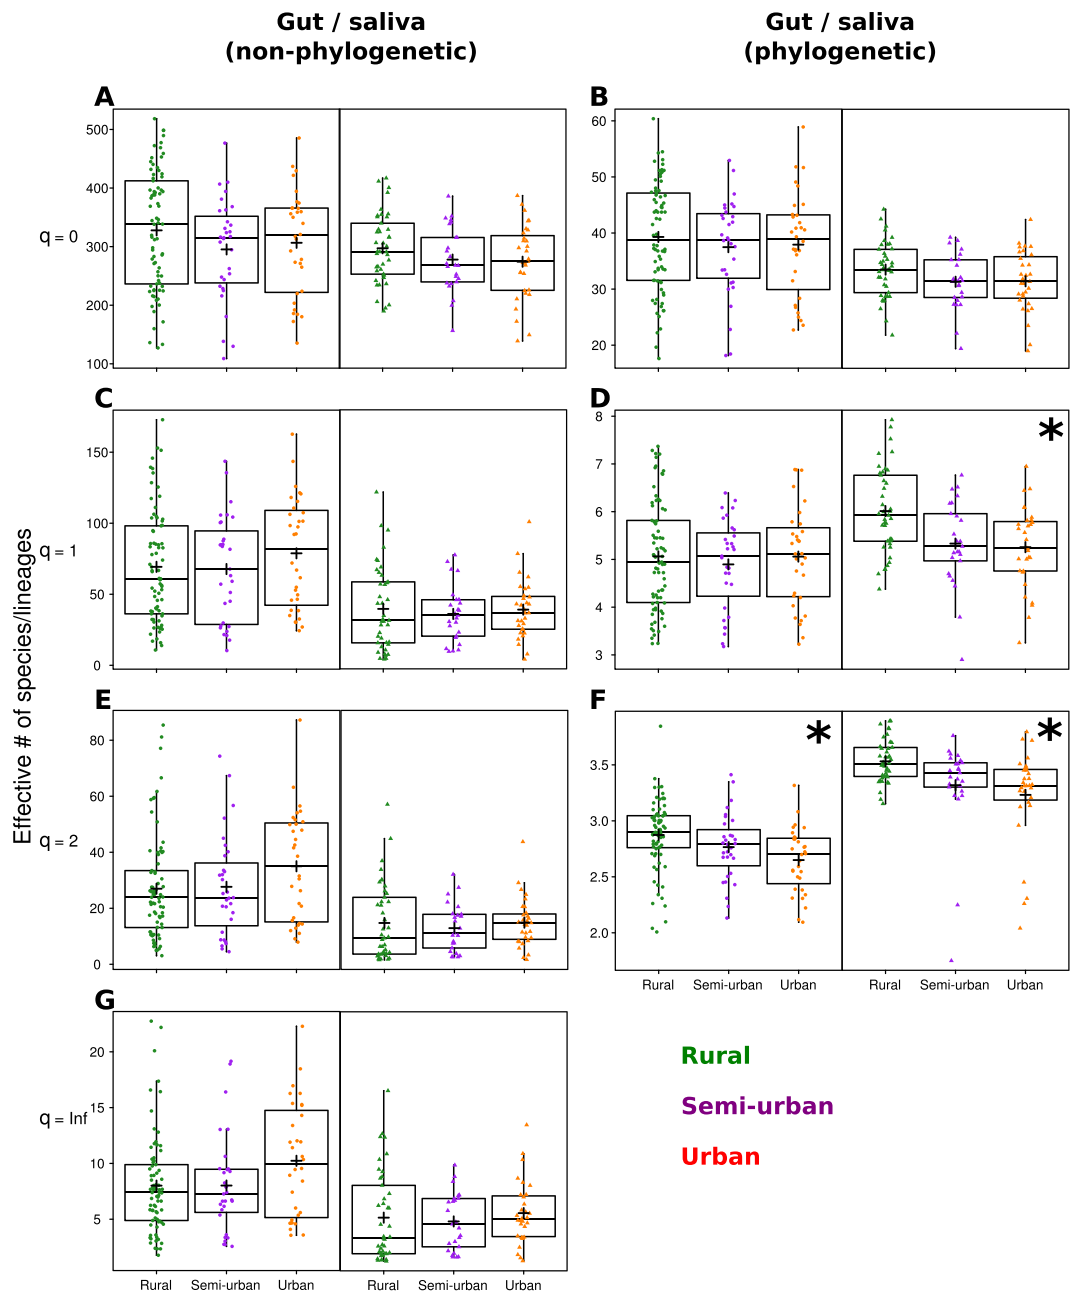 Gut / saliva
(non-phylogenetic)
Gut / saliva
(phylogenetic)
Effective # of species/lineages
A
q = 0
500
400
300
200
100
B
60
50
40
30
20
C
q = 1
150
100
50
0
D
*
8
7
6
5
4
3
E
q = 2
80
60
40
20
0
F
* *
3.5
3.0
2.5
2.0
Rural Semi-urban Urban Rural Semi-urban Urban
G
q = Inf
20
15
10
5
Rural Semi-urban Urban Rural Semi-urban Urban
Rural
Semi-urban
Urban